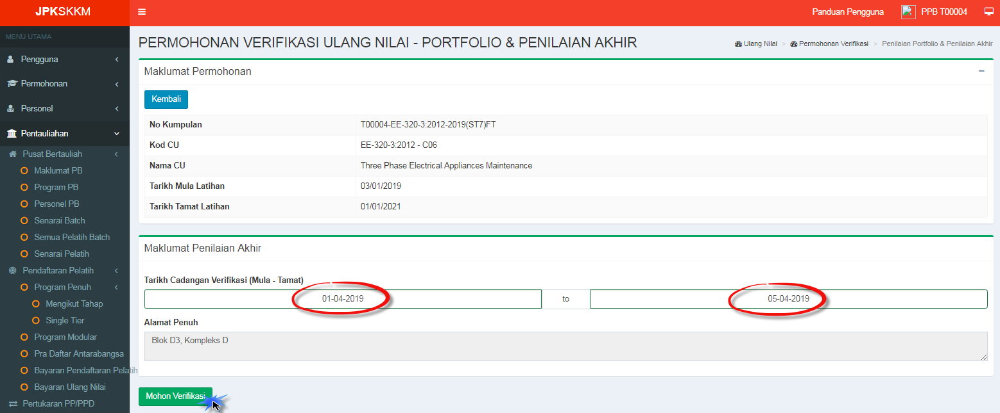 JPKSKKM
Panduan Pengguna
PPB T00004
MENU UTAMA
Pengguna
Permohonan
Personel
Pentauliahan
Pusat Bertauliah
Maklumat PB
Program PB
Personel PB
Senarai Batch
Semua Pelatih Batch
Senarai Pelatih
Pendaftaran Pelatih
Program Penuh
Mengikut Tahap
Single Tier
Program Modular
Pra Daftar Antarabangsa
Bayaran Pendaftaran Pelatih
Bayaran Ulang Nilai
Pertukaran PP/PPD
PERMOHONAN VERIFIKASI ULANG NILAI - PORTFOLIO & PENILAIAN AKHIR
Ulang Nilai > Permohonan Verifikasi > Penilaian Portfolio & Penilaian Akhir
Maklumat Permohonan
Kembali
No Kumpulan T00004-EE-320-3:2012-2019(ST7)FT
Kod CU EE-320-3:2012 - C06
Nama CU Three Phase Electrical Appliances Maintenance
Tarikh Mula Latihan 03/01/2019
Tarikh Tamat Latihan 01/01/2021
Maklumat Penilaian Akhir
Tarikh Cadangan Verifikasi (Mula - Tamat)
01-04-2019 to 05-04-2019
Alamat Penuh
Blok D3, Kompleks D
Mohon Verifikasi